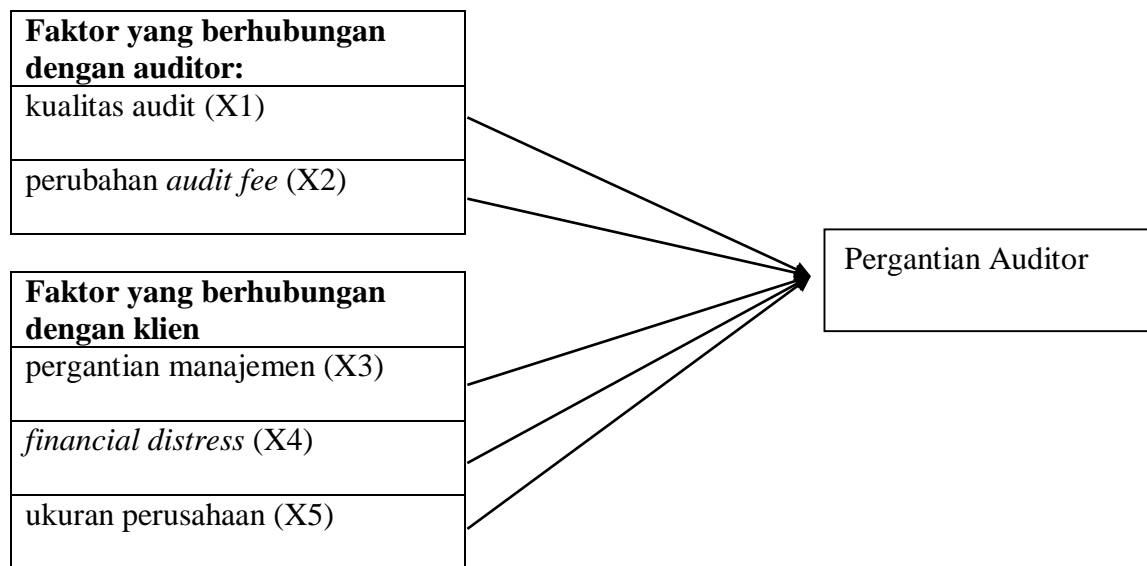 Faktor yang berhubungan
dengan auditor:
kualitas audit (X1)
perubahan audit fee (X2)
Faktor yang berhubungan
dengan klien
pergantian manajemen (X3)
financial distress (X4)
ukuran perusahaan (X5)
Pergantian Auditor